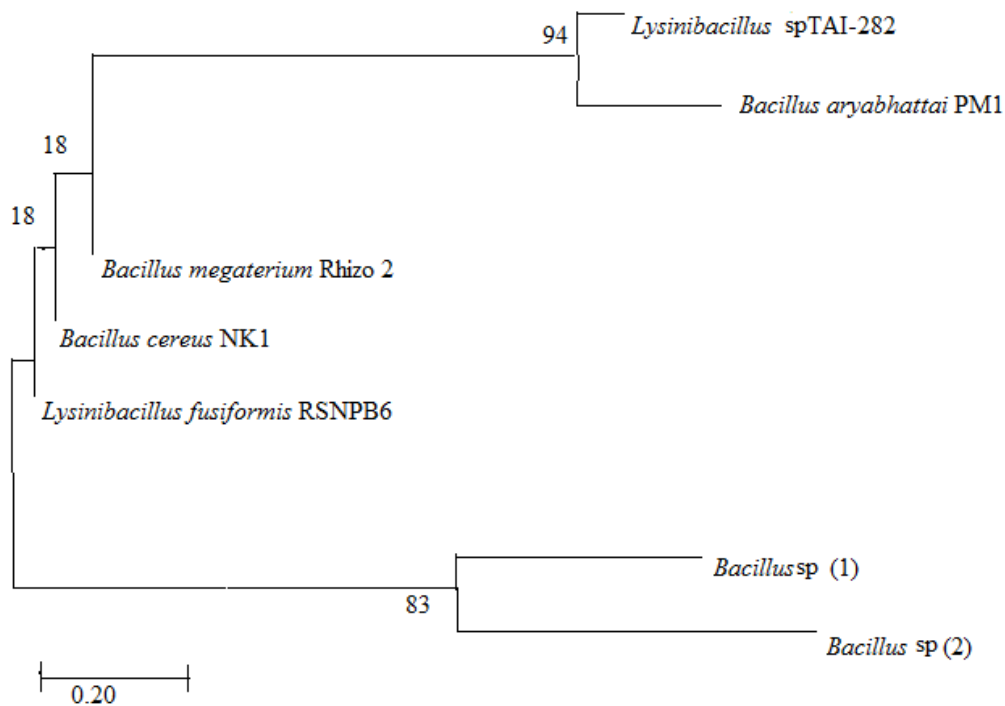 94
Lysinibacillus spTAI-282
Bacillus aryabhattai PM1
18
18
Bacillus megaterium Rhizo 2
Bacillus cereus NK1
Lysinibacillus fusiformis RSNPB6
Bacillus sp (1)
83
Bacillus sp (2)
0.20